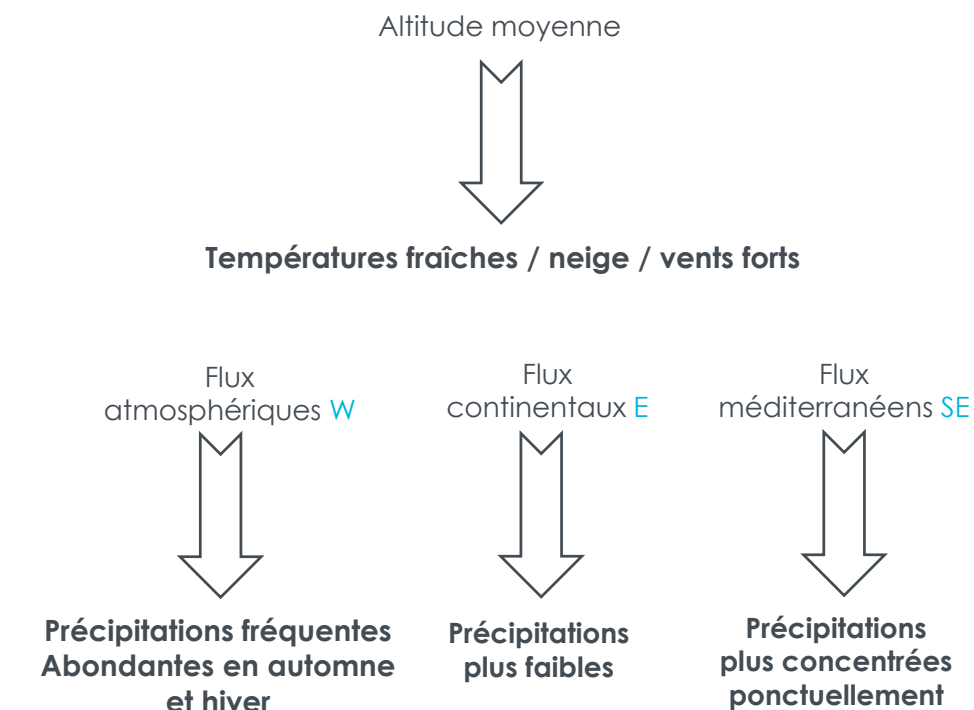 Altitude moyenne
Températures fraîches / neige / vents forts
Flux
atmosphériques W
Précipitations fréquentes
Abondantes en automne
et hiver
Flux
continentaux E
Précipitations
plus faibles
Flux
méditerranéens SE
Précipitations
plus concentrées
ponctuellement